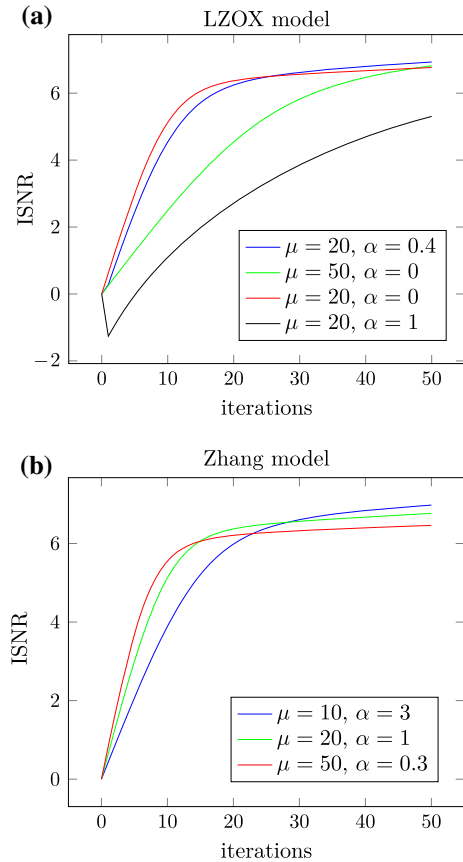 (a)
LZOX model
6
4
2
0
−2
ISNR
μ = 20, α = 0.4
μ = 50, α = 0
μ = 20, α = 0
μ = 20, α = 1
0 10 20 30 40 50
iterations
(b)
Zhang model
6
4
2
0
ISNR
μ = 10, α = 3
μ = 20, α = 1
μ = 50, α = 0.3
0 10 20 30 40 50
iterations